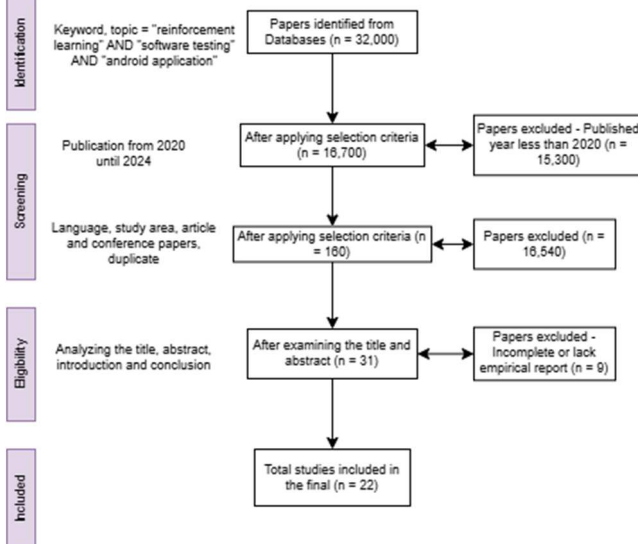 Identification
Keyword, topic = "reinforcement
learning" AND "software testing"
AND "android application"
Papers identified from
Databases (n = 32,000)
Screening
Publication from 2020
until 2024
After applying selection criteria
(n = 16,700)
Papers excluded - Published
year less than 2020 (n =
15,300)
Language, study area, article
and conference papers,
duplicate
After applying selection criteria (n
= 160)
Papers excluded (n =
16,540)
Eligibility
Analyzing the title, abstract,
introduction and conclusion
After examining the title and
abstract (n = 31)
Papers excluded -
Incomplete or lack
empirical report (n = 9)
Included
Total studies included in
the final (n = 22)